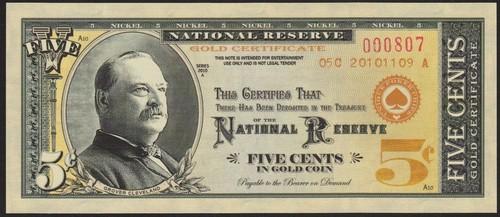 5 NICKEL 5 NICKEL 5 NICKEL 5 NICKEL 5
FIVE
V
A10
NATIONAL RESERVE
GOLD CERTIFICATE
000807
SERIES
2010
A
THIS NOTE IS INTENDED FOR ENTERTAINMENT
USE ONLY AND IS NOT LEGAL TENDER
05C 20101109 A
THIS CERTIFIES THAT
THERE HAS BEEN DEPOSITED IN THE TREASURY
OF THE
NATIONAL RESERVE
FIVE CENTS
IN GOLD COIN
Payable to the Bearer on Demand
5¢
GROVER CLEVELAND
5¢
A10
FIVE CENTS
GOLD CERTIFICATE